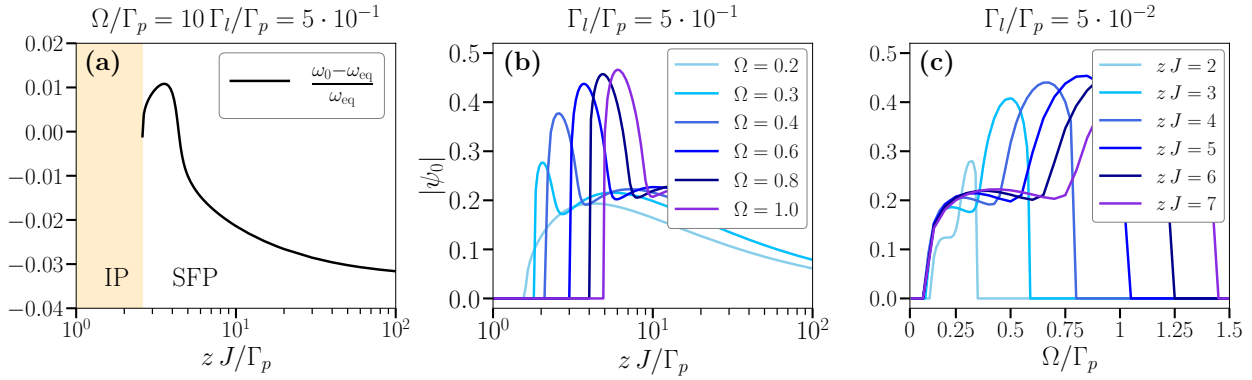 Ω/Γ_p = 10 Γ_l/Γ_p = 5 · 10^{-1}
(a)
ω_0−ω_eq
ω_eq
0.02
0.01
0.00
−0.01
−0.02
−0.03
−0.04
IP
SFP
10^0
10^1
10^2
z J/Γ_p
Γ_l/Γ_p = 5 · 10^{-1}
(b)
|ψ_0|
0.5
0.4
0.3
0.2
0.1
0.0
Ω = 0.2
Ω = 0.3
Ω = 0.4
Ω = 0.6
Ω = 0.8
Ω = 1.0
10^0
10^1
10^2
z J/Γ_p
Γ_l/Γ_p = 5 · 10^{-2}
(c)
0.5
0.4
0.3
0.2
0.1
0.0
z J = 2
z J = 3
z J = 4
z J = 5
z J = 6
z J = 7
0
0.25
0.5
0.75
1
1.25
1.5
Ω/Γ_p